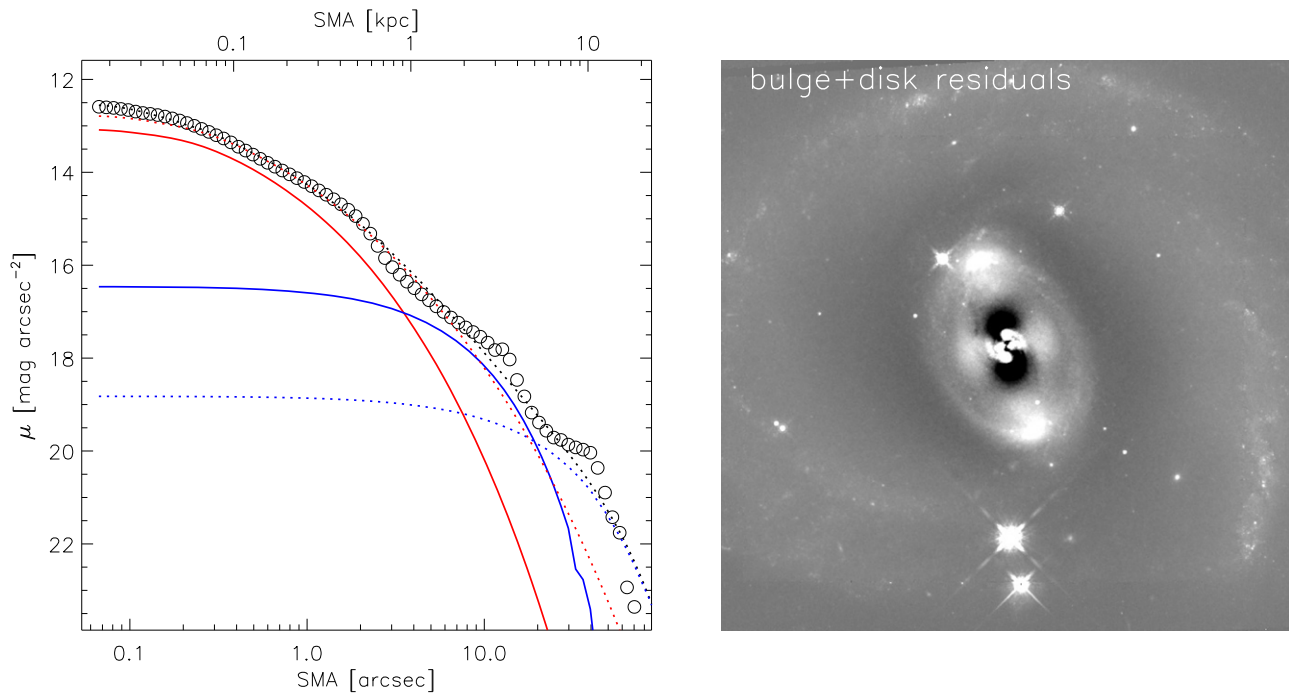 SMA [kpc]
0.1 1 10
12
14
16
18
20
22
μ [mag arcsec⁻²]
0.1 1.0 10.0
SMA [arcsec]
bulge+disk residuals